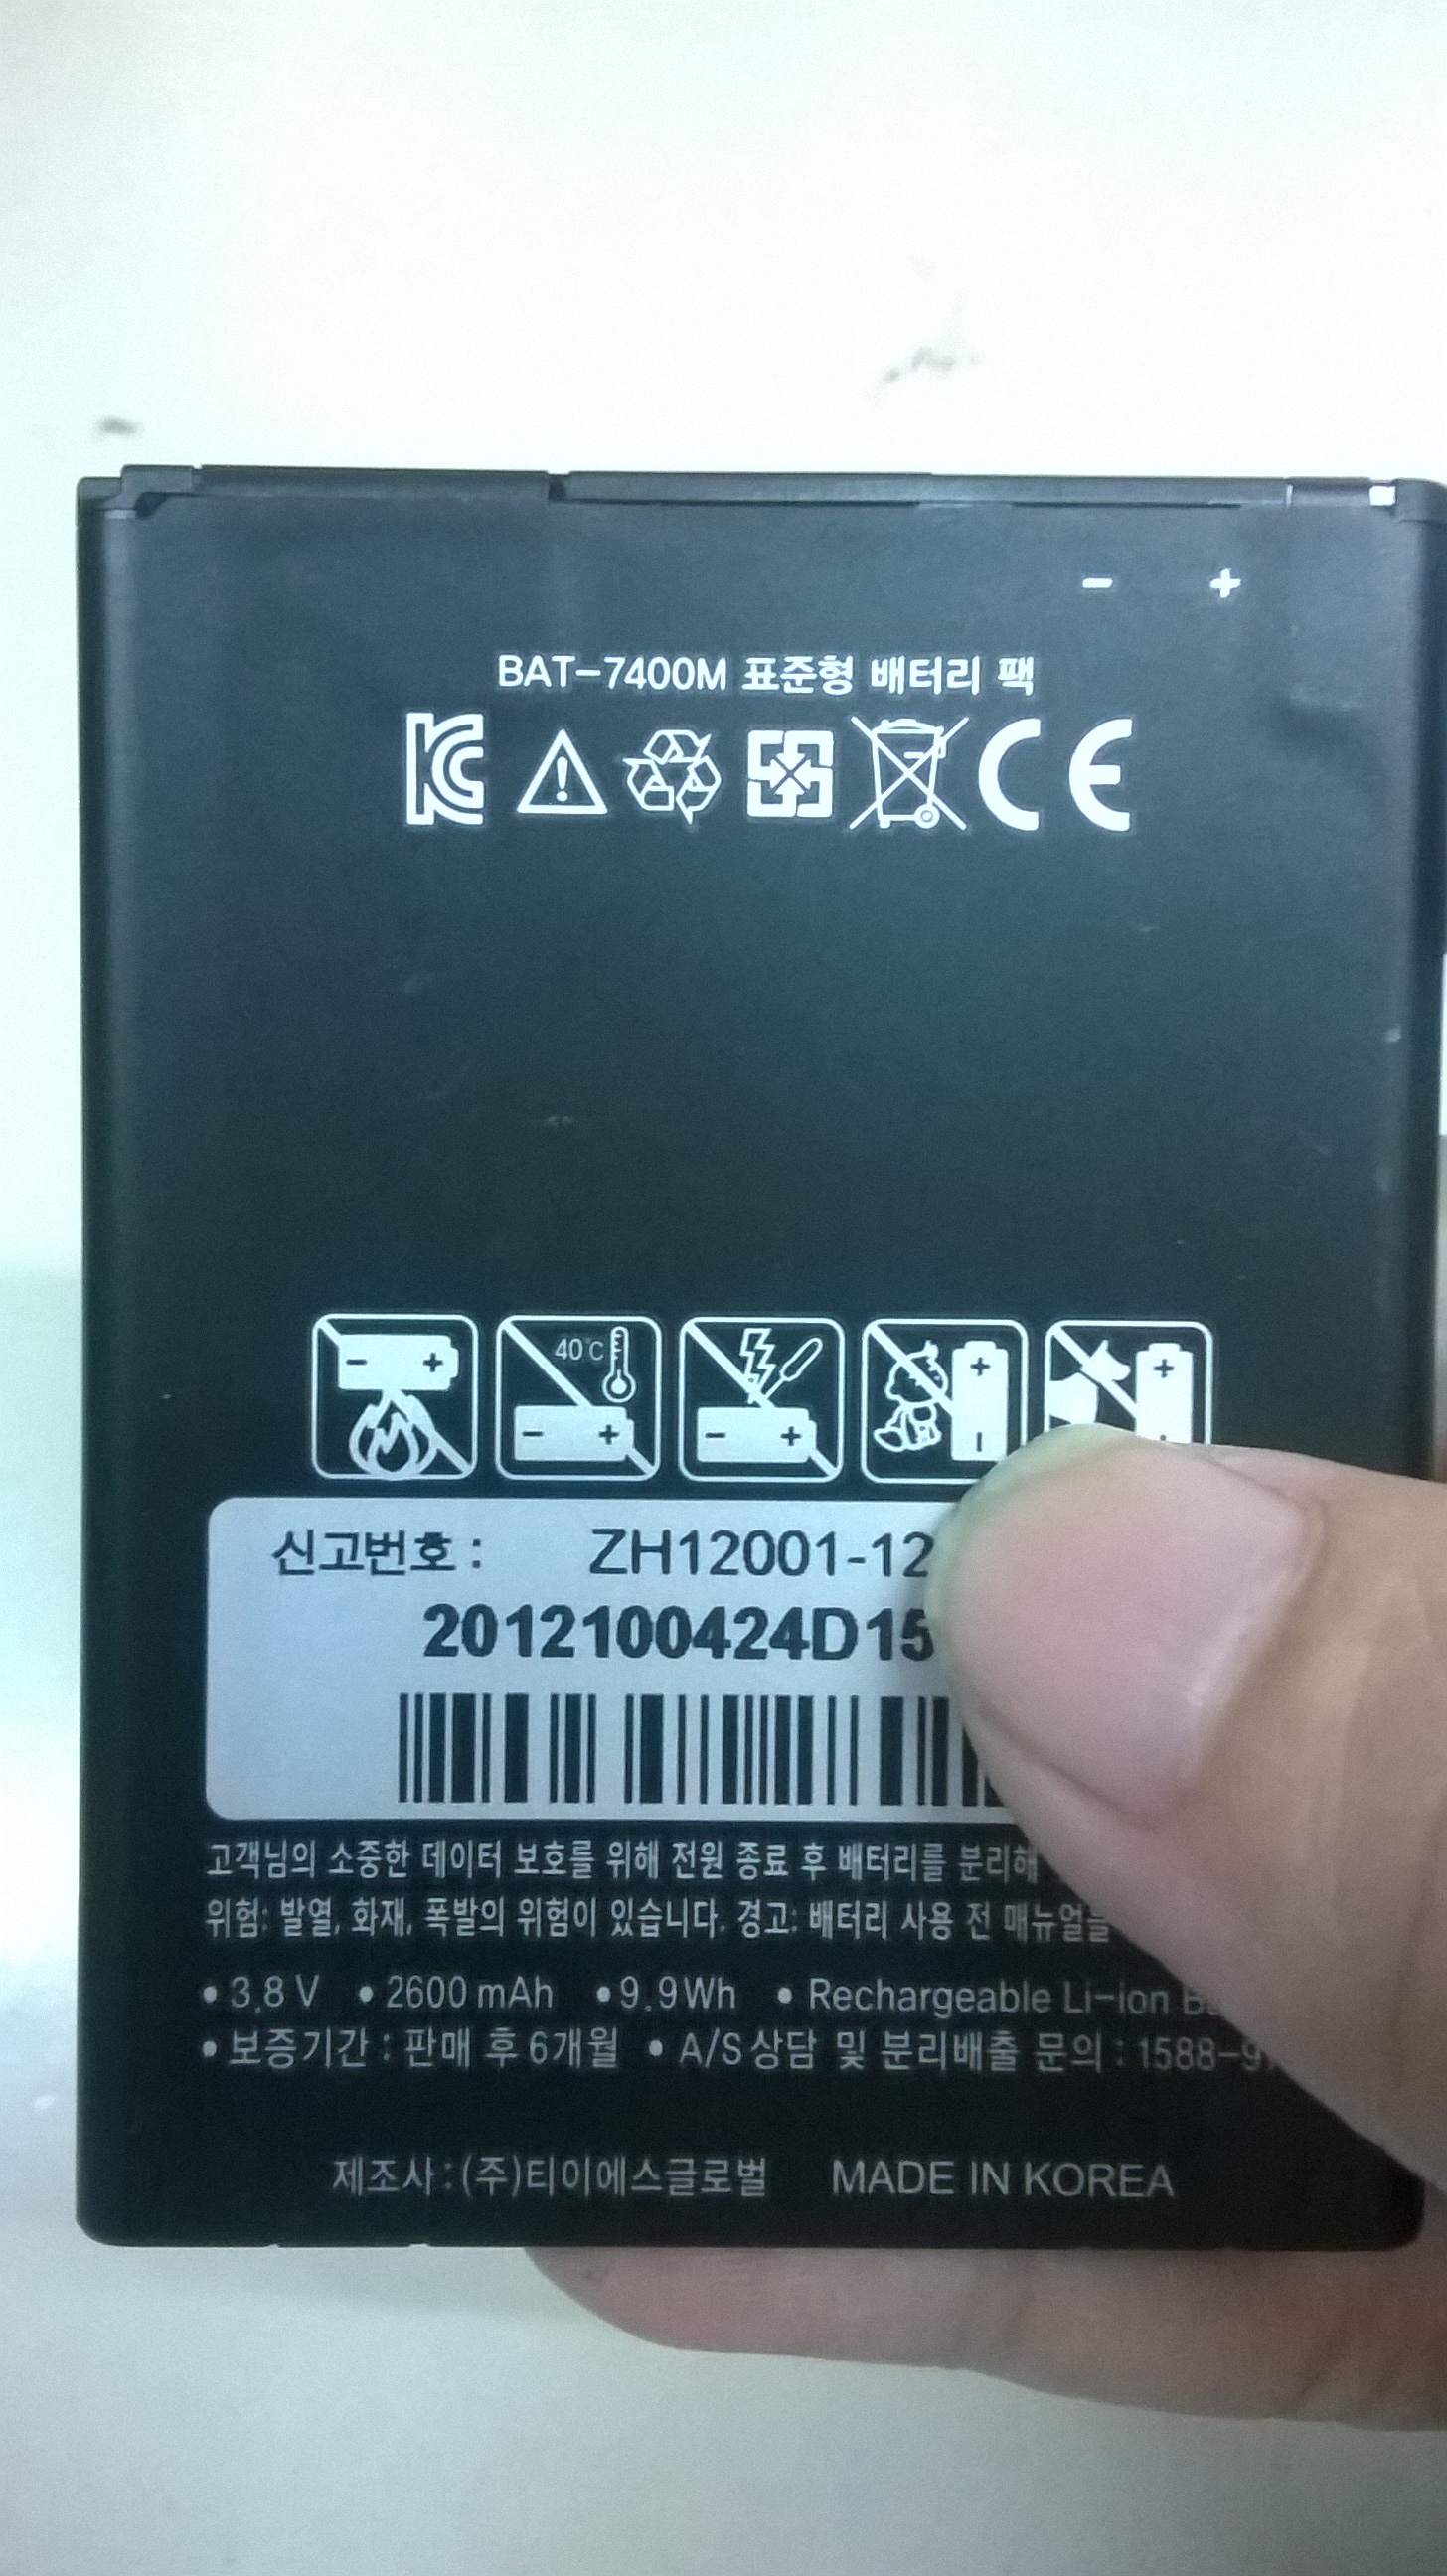 - +
BAT-7400M 표준형 배터리 팩
KC CE
40°C
- + - + - + + - +
신고번호 : ZH12001-12
2012100424D15
고객님의 소중한 데이터 보호를 위해 전원 종료 후 배터리를 분리해
위험: 발열, 화재, 폭발의 위험이 있습니다. 경고: 배터리 사용 전 매뉴얼을
• 3.8 V • 2600 mAh • 9.9 Wh • Rechargeable Li-ion
• 보증기간 : 판매 후 6개월 • A/S 상담 및 분리배출 문의 : 1588-9
제조사 : (주)티이에스글로벌 MADE IN KOREA